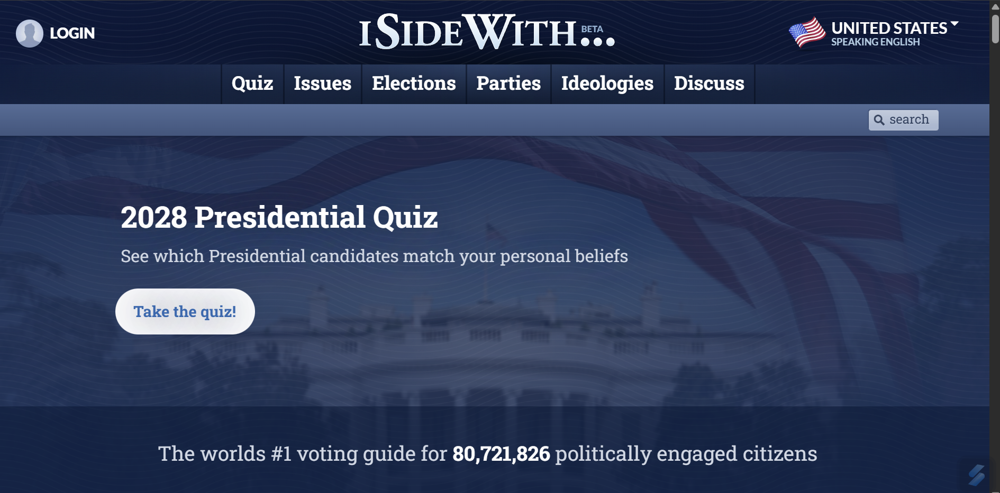 LOGIN
ISIDEWITH... BETA
UNITED STATES
SPEAKING ENGLISH
Quiz Issues Elections Parties Ideologies Discuss
search
2028 Presidential Quiz
See which Presidential candidates match your personal beliefs
Take the quiz!
The worlds #1 voting guide for 80,721,826 politically engaged citizens